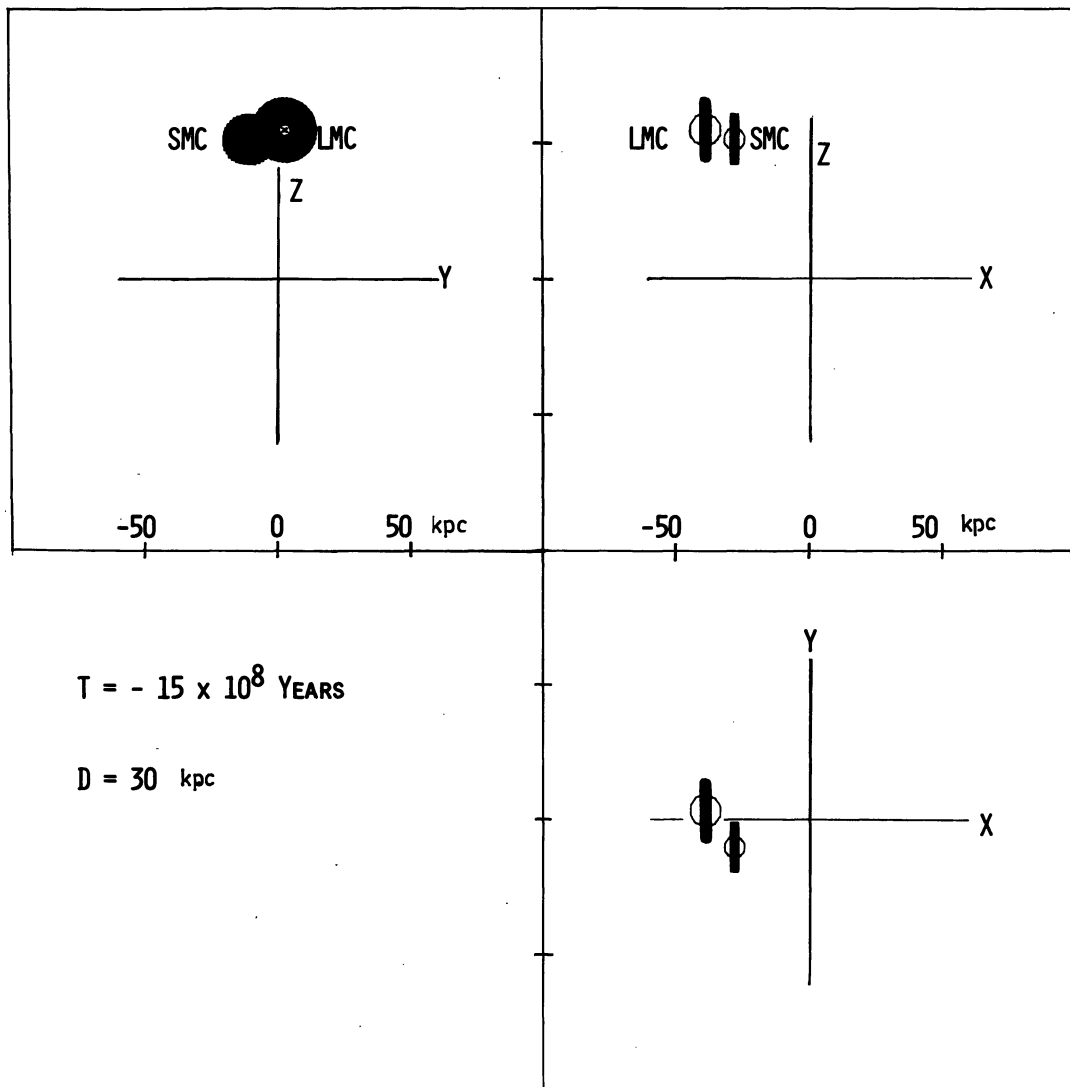 SMC LMC
Z
Y
-50 0 50 kpc
LMC SMC
Z
X
-50 0 50 kpc
T = - 15 x 10⁸ YEARS
D = 30 kpc
Y
X